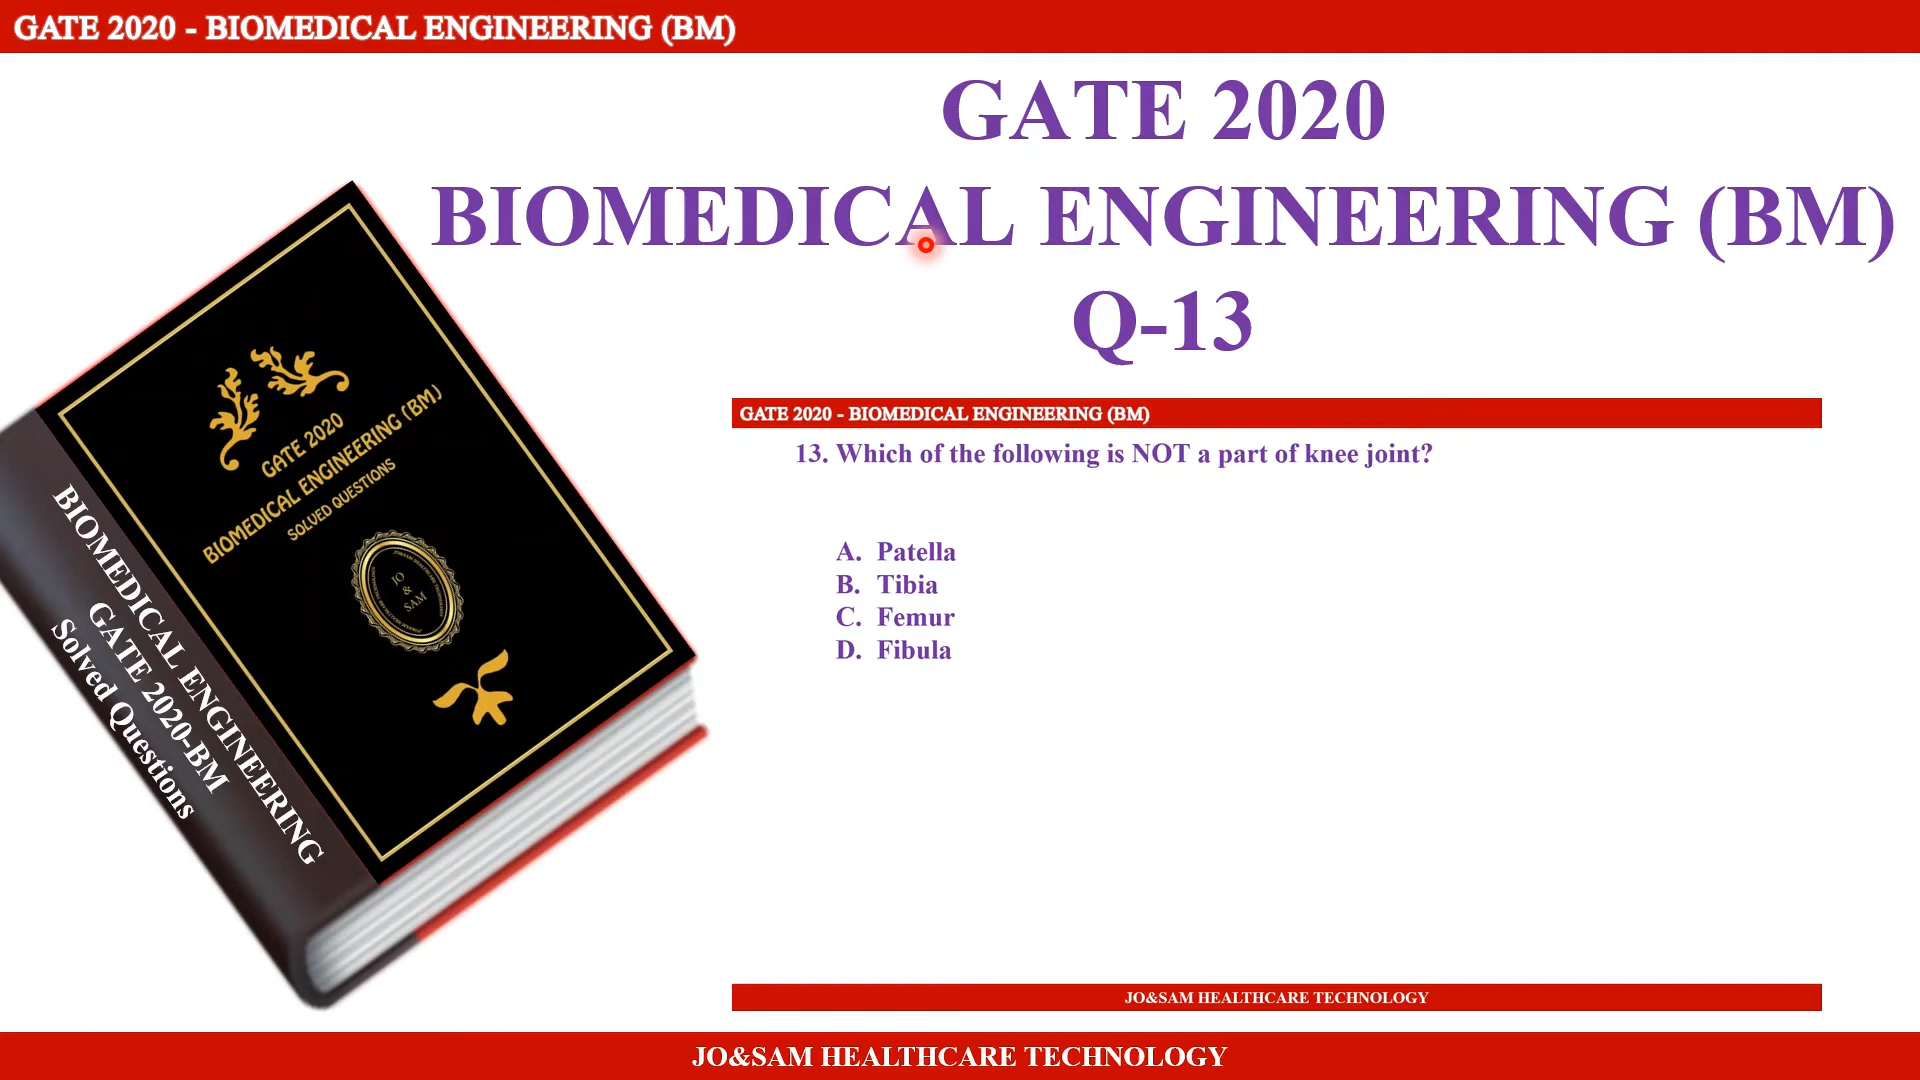 GATE 2020 - BIOMEDICAL ENGINEERING (BM)
GATE 2020
BIOMEDICAL ENGINEERING (BM)
Q-13
GATE 2020
BIOMEDICAL ENGINEERING (BM)
SOLVED QUESTIONS
JO
&
SAM
BIOMEDICAL ENGINEERING
GATE 2020-BM
Solved Questions
GATE 2020 - BIOMEDICAL ENGINEERING (BM)
13. Which of the following is NOT a part of knee joint?
A. Patella
B. Tibia
C. Femur
D. Fibula
JO&SAM HEALTHCARE TECHNOLOGY
JO&SAM HEALTHCARE TECHNOLOGY